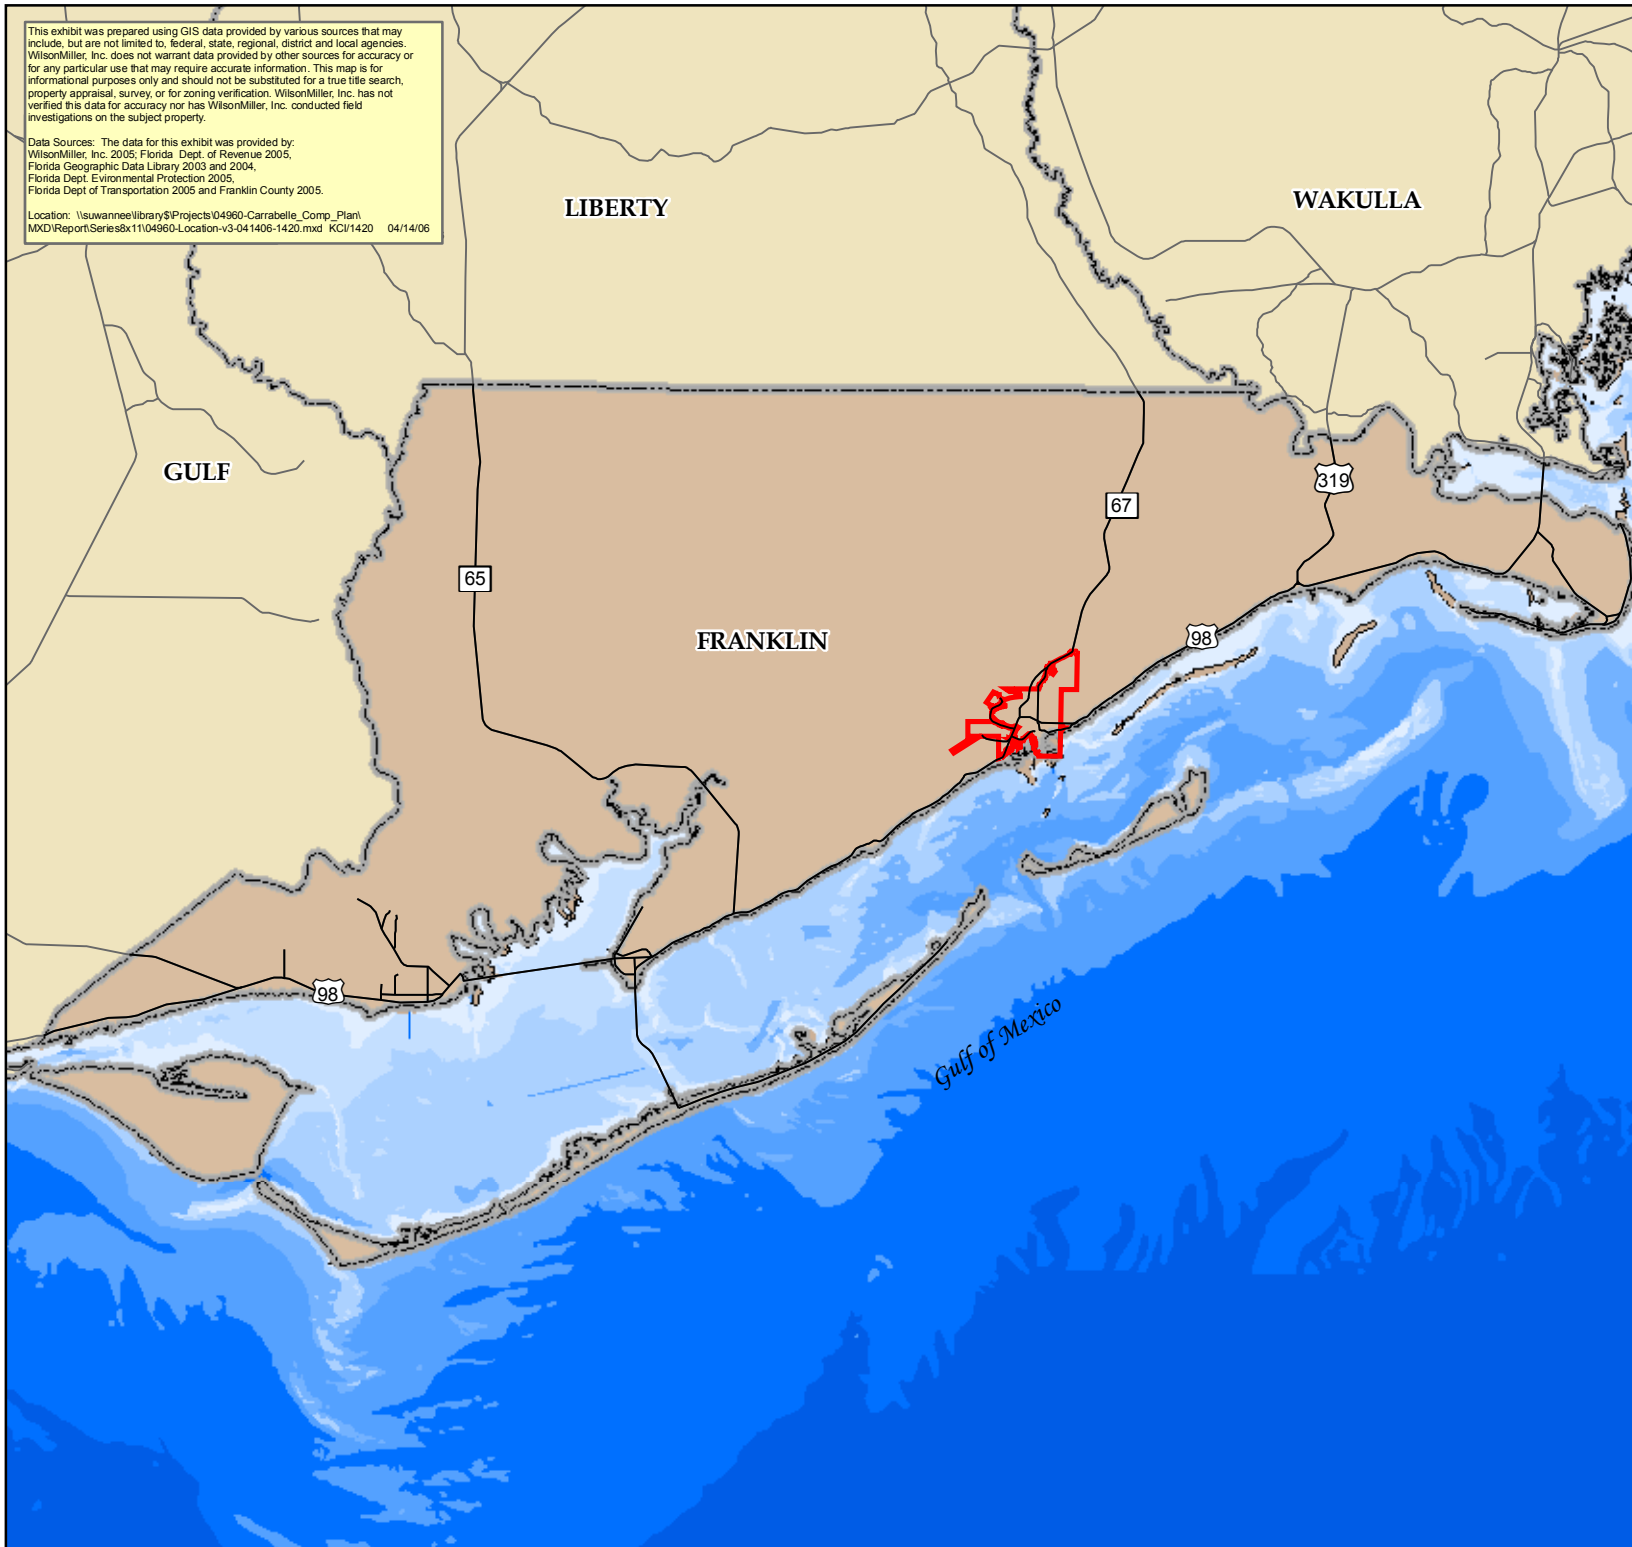 This exhibit was prepared using GIS data provided by various sources that may
include, but are not limited to, federal, state, regional, district and local agencies.
WilsonMiller, Inc. does not warrant data provided by other sources for accuracy or
for any particular use that may require accurate information. This map is for
informational purposes only and should not be substituted for a true title search,
property appraisal, survey, or for zoning verification. WilsonMiller, Inc. has not
verified this data for accuracy nor has WilsonMiller, Inc. conducted field
investigations on the subject property.
Data Sources: The data for this exhibit was provided by:
WilsonMiller, Inc. 2005; Florida Dept. of Revenue 2005,
Florida Geographic Data Library 2003 and 2004,
Florida Dept. Evironmental Protection 2005,
Florida Dept of Transportation 2005 and Franklin County 2005.
Location: \\suwannee\library$\Projects\04960-Carrabelle_Comp_Plan\
MXD\Report\Series8x11\04960-Location-v3-041406-1420.mxd KCI/1420 04/14/06
LIBERTY
WAKULLA
GULF
319
67
65
FRANKLIN
98
98
Gulf of Mexico